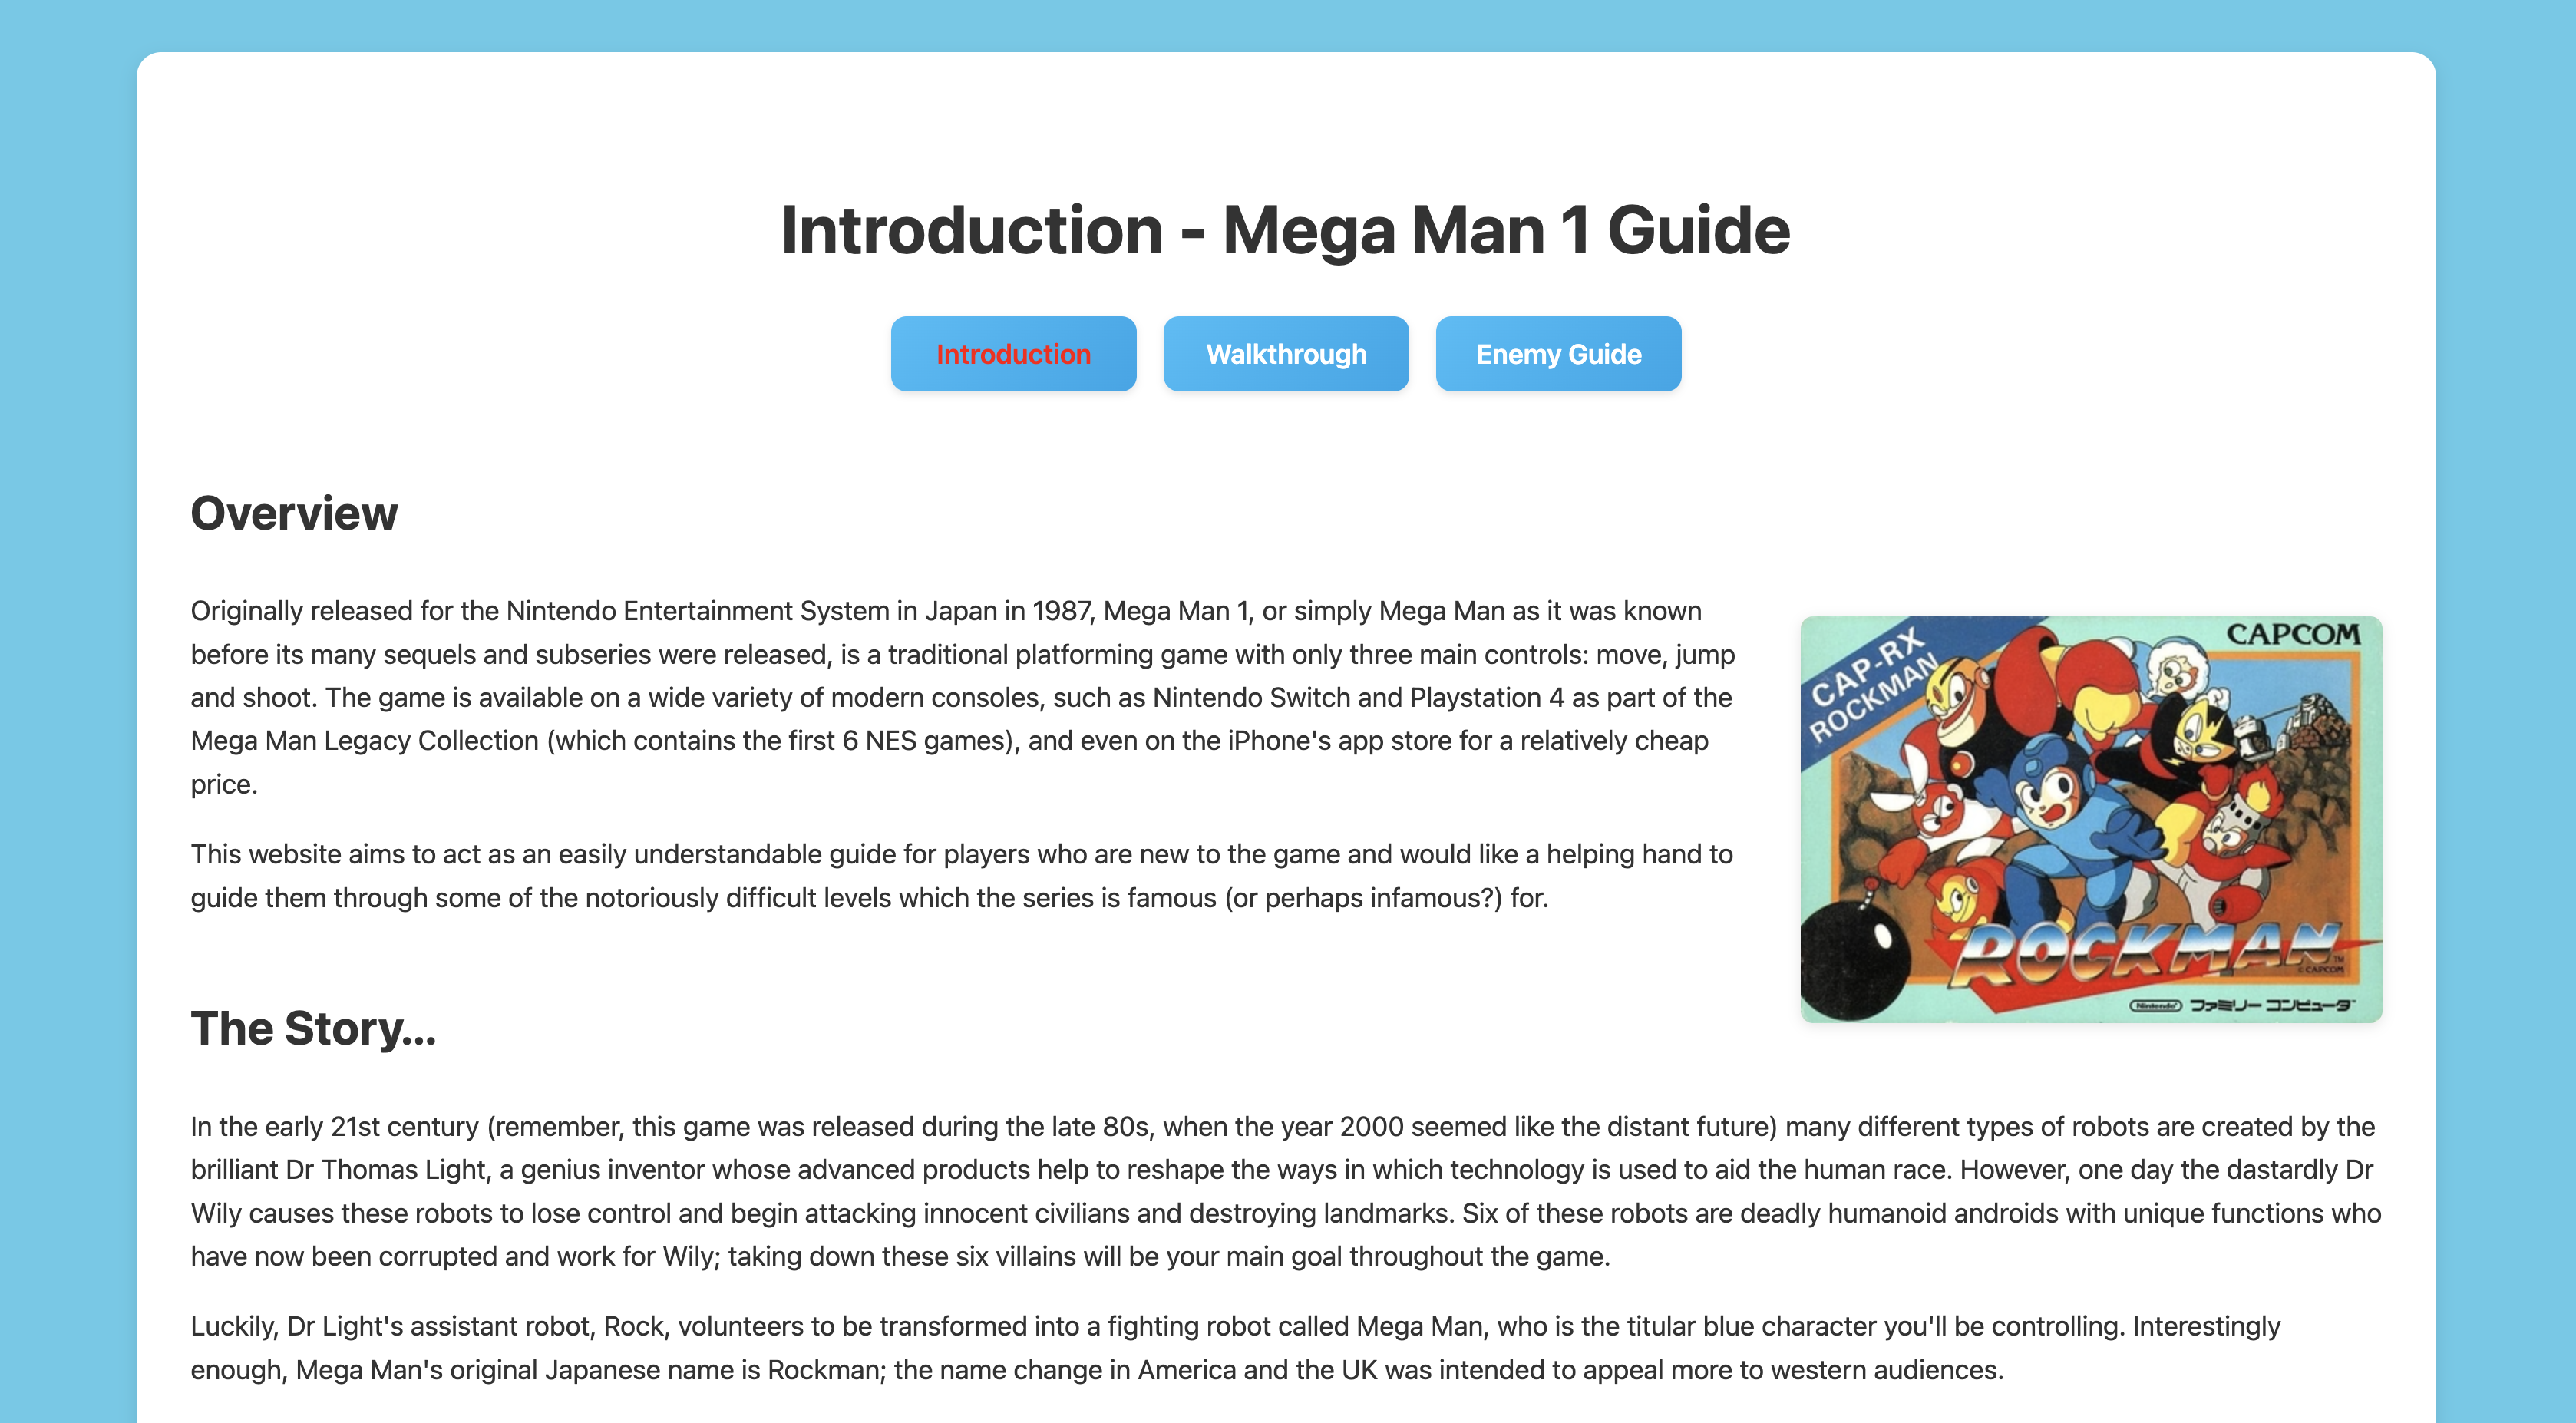 Introduction - Mega Man 1 Guide
Introduction
Walkthrough
Enemy Guide
Overview
Originally released for the Nintendo Entertainment System in Japan in 1987, Mega Man 1, or simply Mega Man as it was known
before its many sequels and subseries were released, is a traditional platforming game with only three main controls: move, jump
and shoot. The game is available on a wide variety of modern consoles, such as Nintendo Switch and Playstation 4 as part of the
Mega Man Legacy Collection (which contains the first 6 NES games), and even on the iPhone's app store for a relatively cheap
price.
This website aims to act as an easily understandable guide for players who are new to the game and would like a helping hand to
guide them through some of the notoriously difficult levels which the series is famous (or perhaps infamous?) for.
CAPCOM
CAP-RX
ROCKMAN
ROCKMAN
TM
© CAPCOM
Nintendo ファミリー コンピュータ™
The Story...
In the early 21st century (remember, this game was released during the late 80s, when the year 2000 seemed like the distant future) many different types of robots are created by the
brilliant Dr Thomas Light, a genius inventor whose advanced products help to reshape the ways in which technology is used to aid the human race. However, one day the dastardly Dr
Wily causes these robots to lose control and begin attacking innocent civilians and destroying landmarks. Six of these robots are deadly humanoid androids with unique functions who
have now been corrupted and work for Wily; taking down these six villains will be your main goal throughout the game.
Luckily, Dr Light's assistant robot, Rock, volunteers to be transformed into a fighting robot called Mega Man, who is the titular blue character you'll be controlling. Interestingly
enough, Mega Man's original Japanese name is Rockman; the name change in America and the UK was intended to appeal more to western audiences.